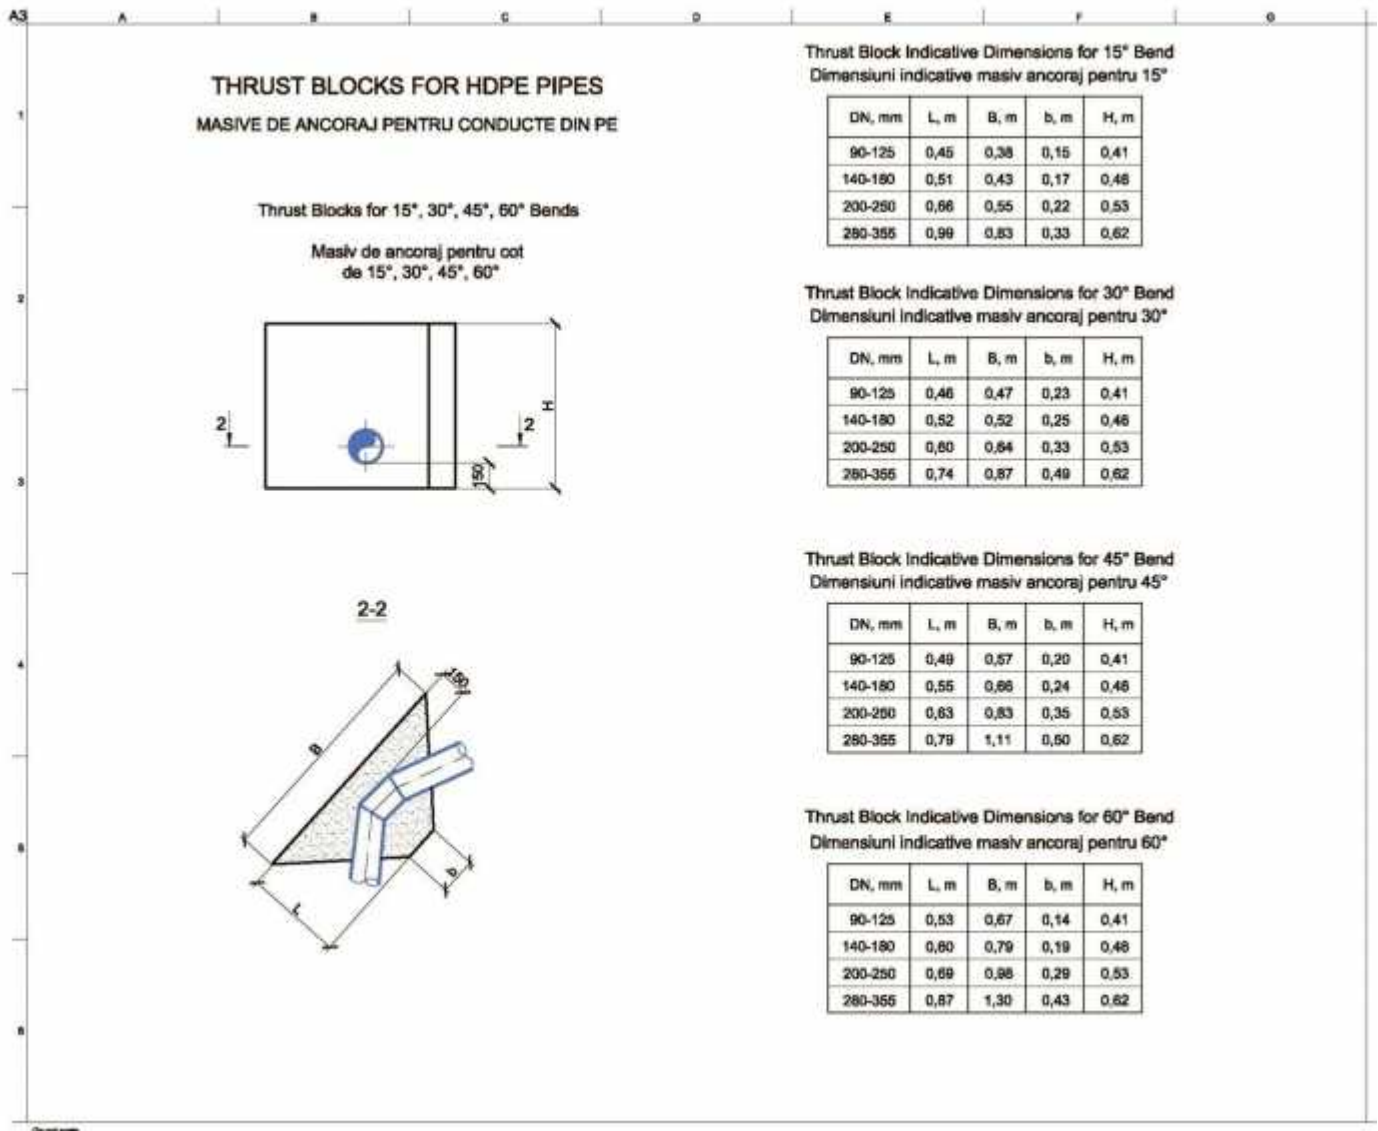 A3
A
B
C
D
E
F
G
1
2
3
4
5
6
THRUST BLOCKS FOR HDPE PIPES
MASIVE DE ANCORAJ PENTRU CONDUCTE DIN PE
Thrust Blocks for 15°, 30°, 45°, 60° Bends
Masiv de ancoraj pentru cot
de 15°, 30°, 45°, 60°
2
2
H
150
2-2
B
150
b
L
Thrust Block Indicative Dimensions for 15° Bend
Dimensiuni indicative masiv ancoraj pentru 15°
DN, mm L, m B, m b, m H, m
90-125 0,45 0,38 0,15 0,41
140-180 0,51 0,43 0,17 0,46
200-250 0,66 0,55 0,22 0,53
280-355 0,99 0,83 0,33 0,62
Thrust Block Indicative Dimensions for 30° Bend
Dimensiuni indicative masiv ancoraj pentru 30°
DN, mm L, m B, m b, m H, m
90-125 0,46 0,47 0,23 0,41
140-180 0,52 0,52 0,25 0,46
200-250 0,60 0,64 0,33 0,53
280-355 0,74 0,87 0,49 0,62
Thrust Block Indicative Dimensions for 45° Bend
Dimensiuni indicative masiv ancoraj pentru 45°
DN, mm L, m B, m b, m H, m
90-125 0,49 0,57 0,20 0,41
140-180 0,55 0,66 0,24 0,46
200-250 0,63 0,83 0,35 0,53
280-355 0,79 1,11 0,50 0,62
Thrust Block Indicative Dimensions for 60° Bend
Dimensiuni indicative masiv ancoraj pentru 60°
DN, mm L, m B, m b, m H, m
90-125 0,53 0,67 0,14 0,41
140-180 0,60 0,79 0,19 0,46
200-250 0,69 0,98 0,29 0,53
280-355 0,87 1,30 0,43 0,62